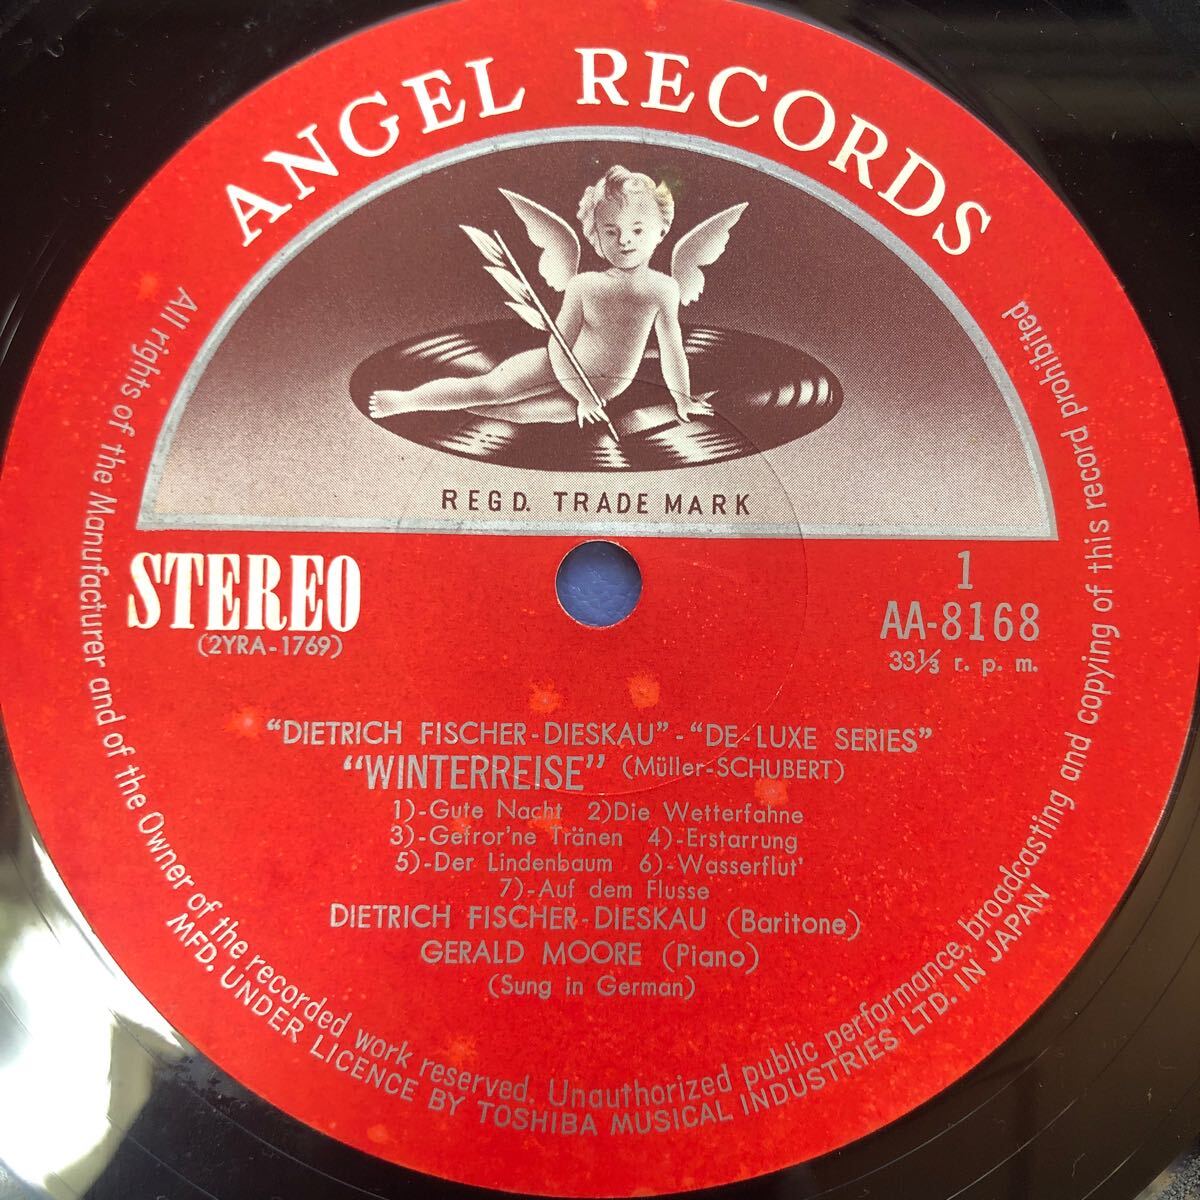 ANGEL RECORDS
REGD. TRADE MARK
STEREO
(2YRA-1769)
1
AA-8168
33⅓ r. p. m.
"DIETRICH FISCHER-DIESKAU"-"DE-LUXE SERIES"
"WINTERREISE" (Müller-SCHUBERT)
1)-Gute Nacht 2)Die Wetterfahne
3)-Gefror'ne Tränen 4)-Erstarrung
5)-Der Lindenbaum 6)-Wasserflut'
7)-Auf dem Flusse
DIETRICH FISCHER-DIESKAU (Baritone)
GERALD MOORE (Piano)
(Sung in German)
All rights of the Manufacturer and of the Owner of the recorded work reserved. Unauthorized public performance, broadcasting and copying of this record prohibited
MFD. UNDER LICENCE BY TOSHIBA MUSICAL INDUSTRIES LTD. IN JAPAN